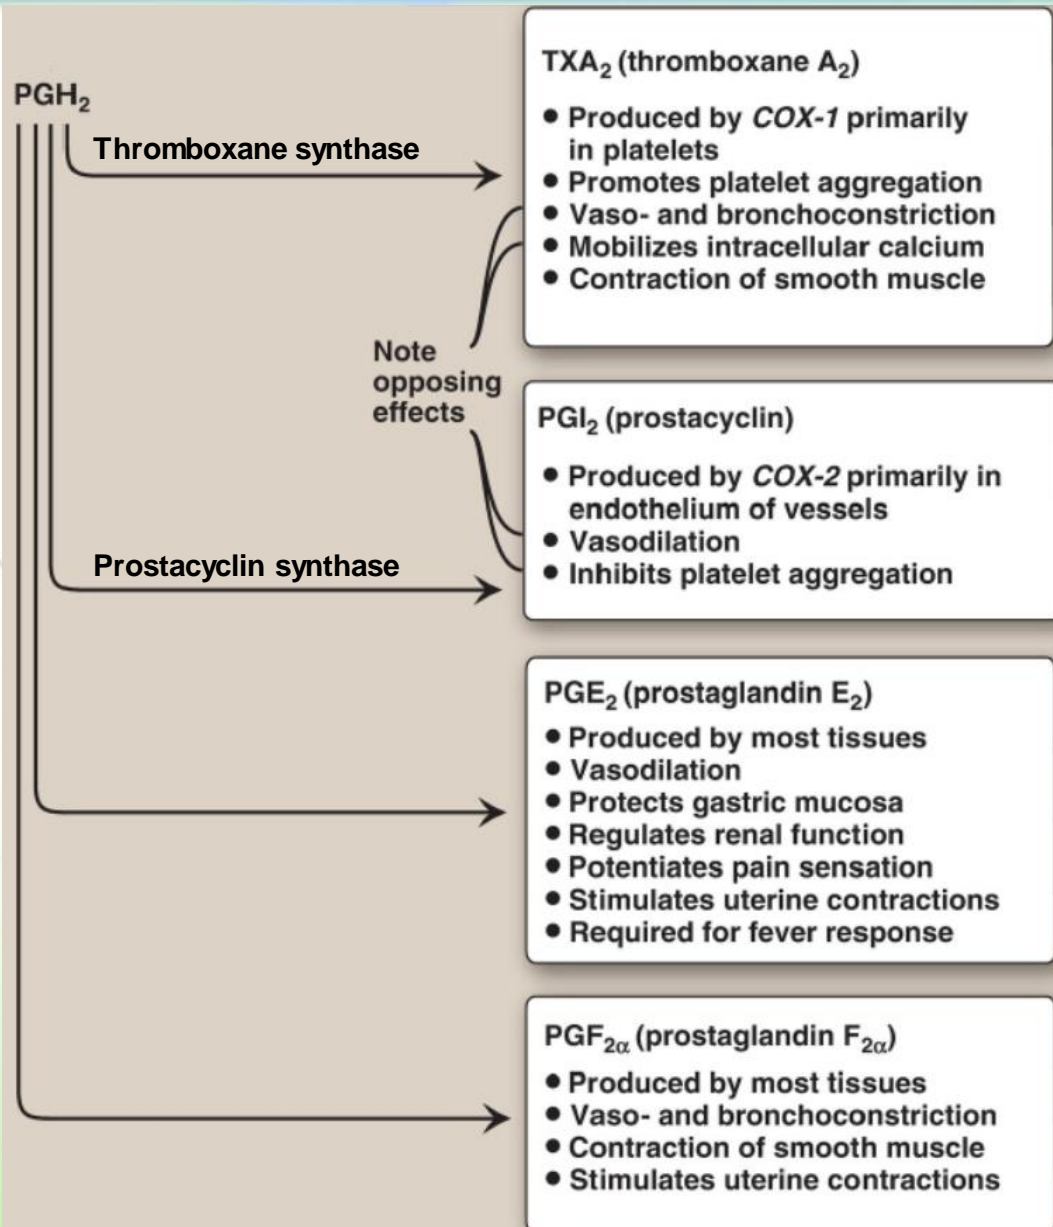 PGH₂
Thromboxane synthase
TXA₂ (thromboxane A₂)
● Produced by COX-1 primarily
in platelets
● Promotes platelet aggregation
● Vaso- and bronchoconstriction
● Mobilizes intracellular calcium
● Contraction of smooth muscle
Note
opposing
effects
Prostacyclin synthase
PGI₂ (prostacyclin)
● Produced by COX-2 primarily in
endothelium of vessels
● Vasodilation
● Inhibits platelet aggregation
PGE₂ (prostaglandin E₂)
● Produced by most tissues
● Vasodilation
● Protects gastric mucosa
● Regulates renal function
● Potentiates pain sensation
● Stimulates uterine contractions
● Required for fever response
PGF₂α (prostaglandin F₂α)
● Produced by most tissues
● Vaso- and bronchoconstriction
● Contraction of smooth muscle
● Stimulates uterine contractions